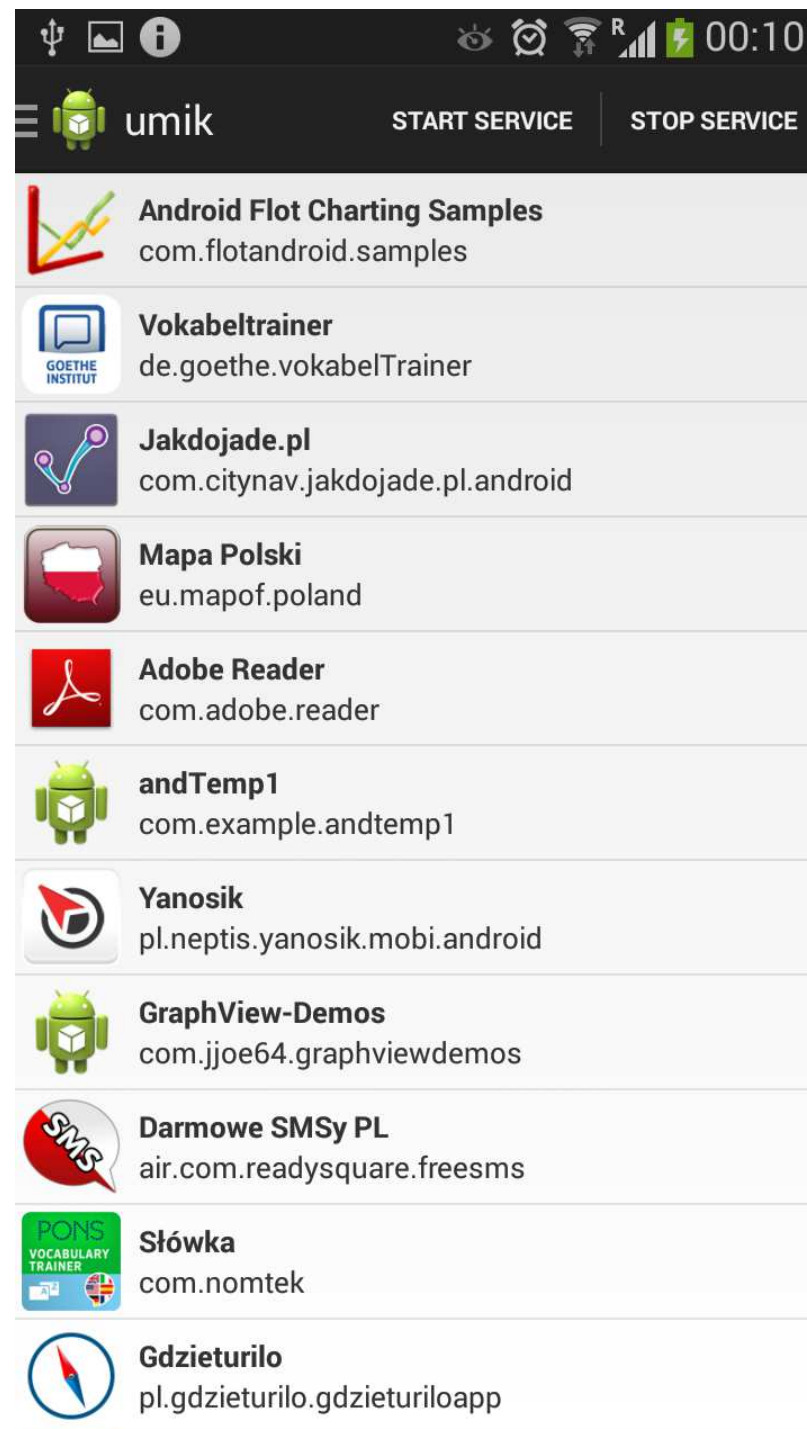 R 00:10
umik START SERVICE STOP SERVICE
Android Flot Charting Samples
com.flotandroid.samples
GOETHE
INSTITUT
Vokabeltrainer
de.goethe.vokabelTrainer
Jakdojade.pl
com.citynav.jakdojade.pl.android
Mapa Polski
eu.mapof.poland
Adobe Reader
com.adobe.reader
andTemp1
com.example.andtemp1
Yanosik
pl.neptis.yanosik.mobi.android
GraphView-Demos
com.jjoe64.graphviewdemos
SMS
Darmowe SMSy PL
air.com.readysquare.freesms
PONS
VOCABULARY
TRAINER
A Z
Słówka
com.nomtek
Gdzieturilo
pl.gdzieturilo.gdzieturiloapp